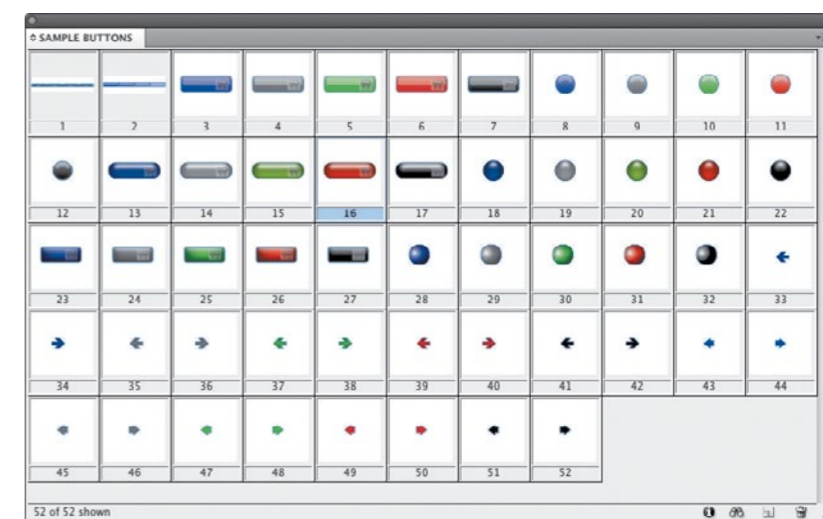 SAMPLE BUTTONS
1 2 3 4 5 6 7 8 9 10 11
12 13 14 15 16 17 18 19 20 21 22
23 24 25 26 27 28 29 30 31 32 33
34 35 36 37 38 39 40 41 42 43 44
45 46 47 48 49 50 51 52
52 of 52 shown